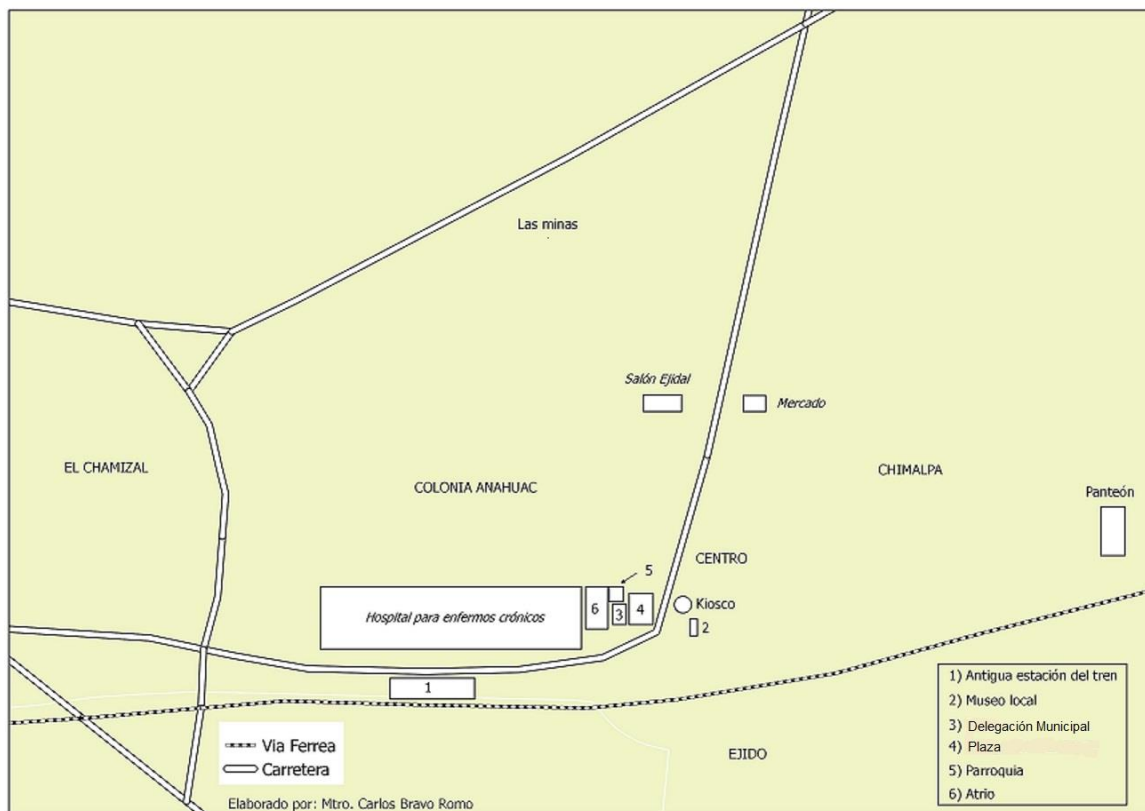 Las minas
Salón Ejidal
Mercado
EL CHAMIZAL
COLONIA ANAHUAC
CHIMALPA
Panteón
CENTRO
5
Hospital para enfermos crónicos
6
3
4
Kiosco
2
1
1) Antigua estación del tren
2) Museo local
3) Delegación Municipal
4) Plaza
5) Parroquia
6) Atrio
Via Ferrea
Carretera
EJIDO
Elaborado por: Mtro. Carlos Bravo Romo